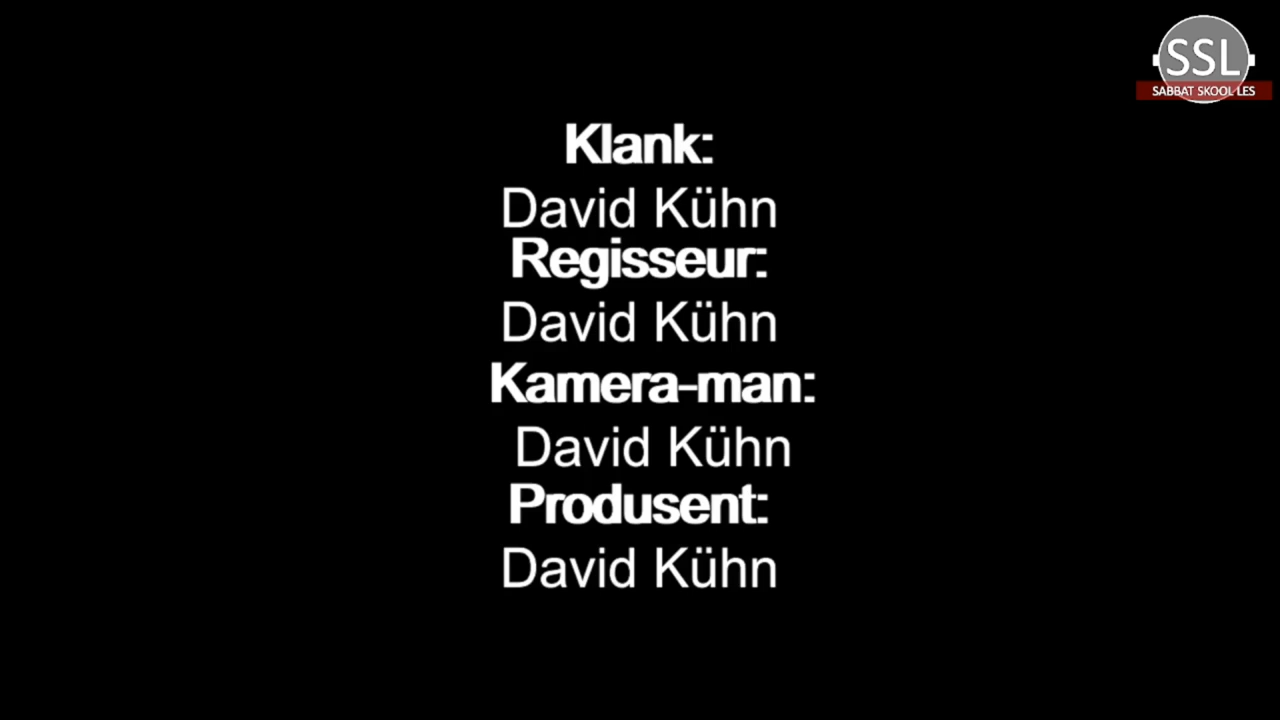 SSL
SABBAT SKOOL LES
Klank:
David Kühn
Regisseur:
David Kühn
Kamera-man:
David Kühn
Produsent:
David Kühn